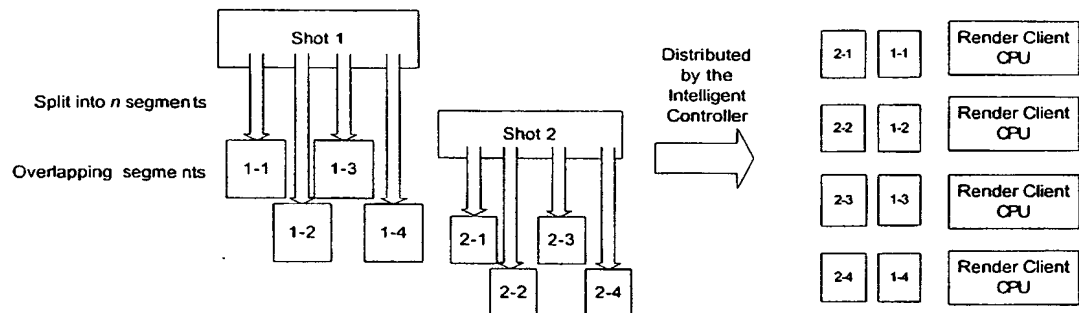 Shot 1
Split into n segments
Overlapping segments
1-1
1-3
1-2
1-4
Shot 2
2-1
2-3
2-2
2-4
Distributed
by the
Intelligent
Controller
2-1
1-1
Render Client
CPU
2-2
1-2
Render Client
CPU
2-3
1-3
Render Client
CPU
2-4
1-4
Render Client
CPU